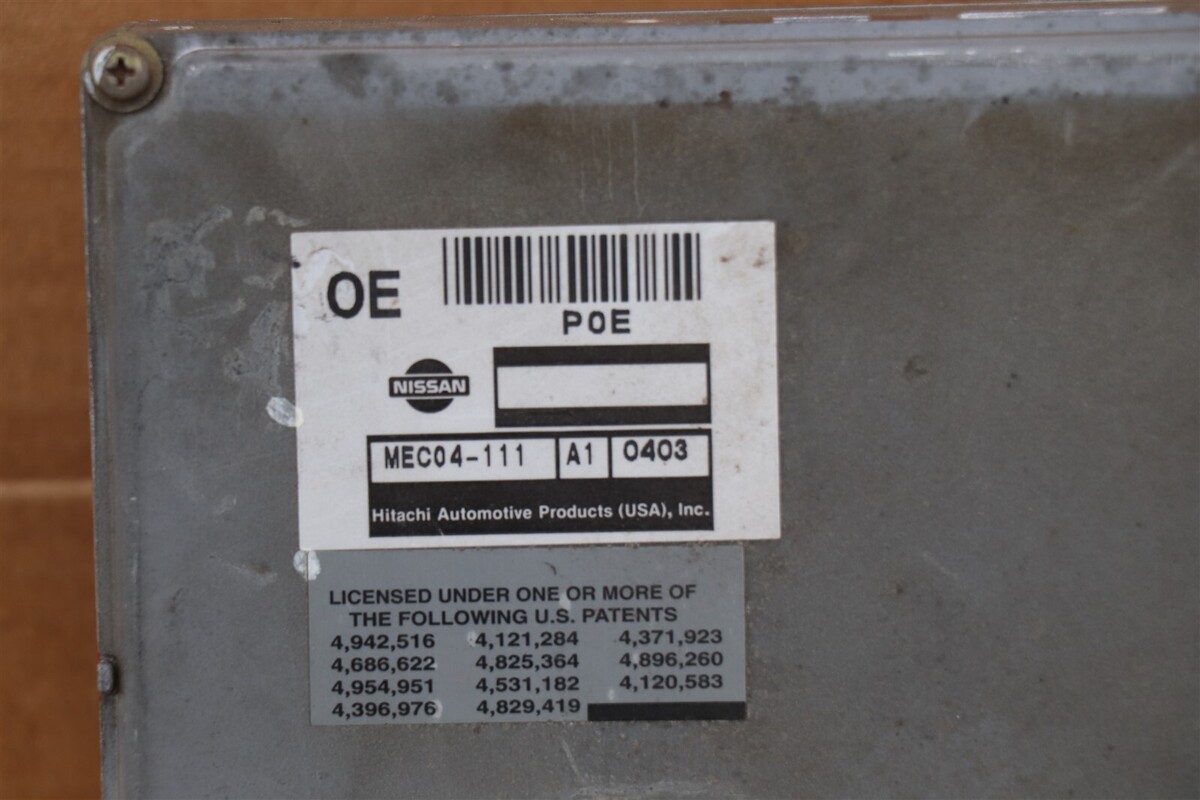 OE
P0E
NISSAN
MEC04-111 A1 0403
Hitachi Automotive Products (USA), Inc.
LICENSED UNDER ONE OR MORE OF
THE FOLLOWING U.S. PATENTS
4,942,516 4,121,284 4,371,923
4,686,622 4,825,364 4,896,260
4,954,951 4,531,182 4,120,583
4,396,976 4,829,419